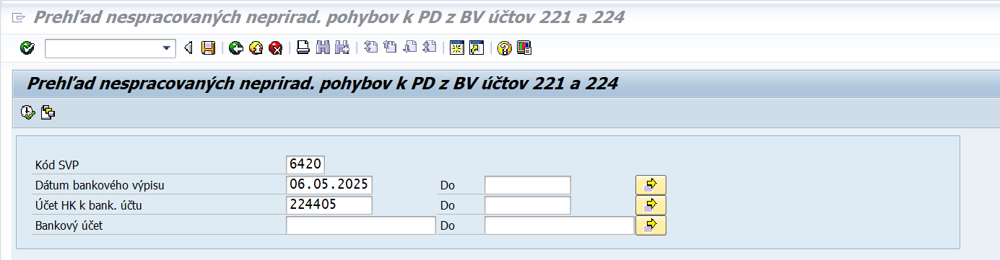 Prehľad nespracovaných neprirad. pohybov k PD z BV účtov 221 a 224
Prehľad nespracovaných neprirad. pohybov k PD z BV účtov 221 a 224
Kód SVP 6420
Dátum bankového výpisu 06.05.2025 Do
Účet HK k bank. účtu 224405 Do
Bankový účet Do